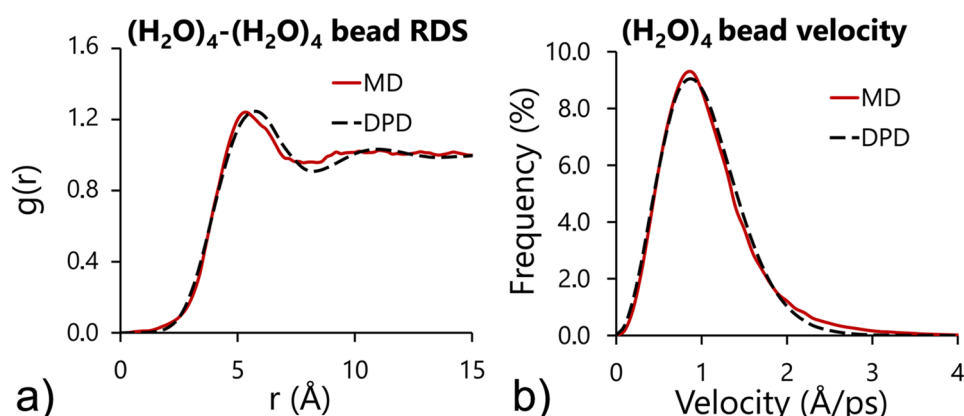 (H₂O)₄-(H₂O)₄ bead RDS
1.6
1.2
0.8
0.4
0.0
g(r)
MD
DPD
0 5 10 15
r (Å)
a)
(H₂O)₄ bead velocity
10.0
8.0
6.0
4.0
2.0
0.0
Frequency (%)
MD
DPD
0 1 2 3 4
Velocity (Å/ps)
b)